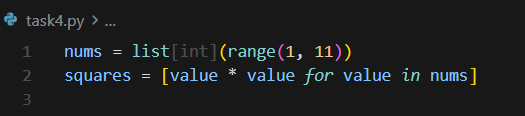 task4.py > ...
1 nums = list[int](range(1, 11))
2 squares = [value * value for value in nums]
3